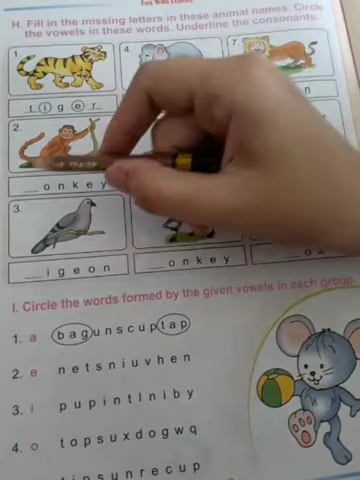 H. Fill in the missing letters in these animal names. Circle
the vowels in these words. Underline the consonants.
1.
4.
7.
t i g e r
n
2.
_ o n k e y
3.
_ i g e o n
_ o n k e y
I. Circle the words formed by the given vowels in each group.
1. a b a g u n s c u p t a p
2. e n e t s n i u v h e n
3. i p u p i n t l n i b y
4. o t o p s u x d o g w q
s u n r e c u p